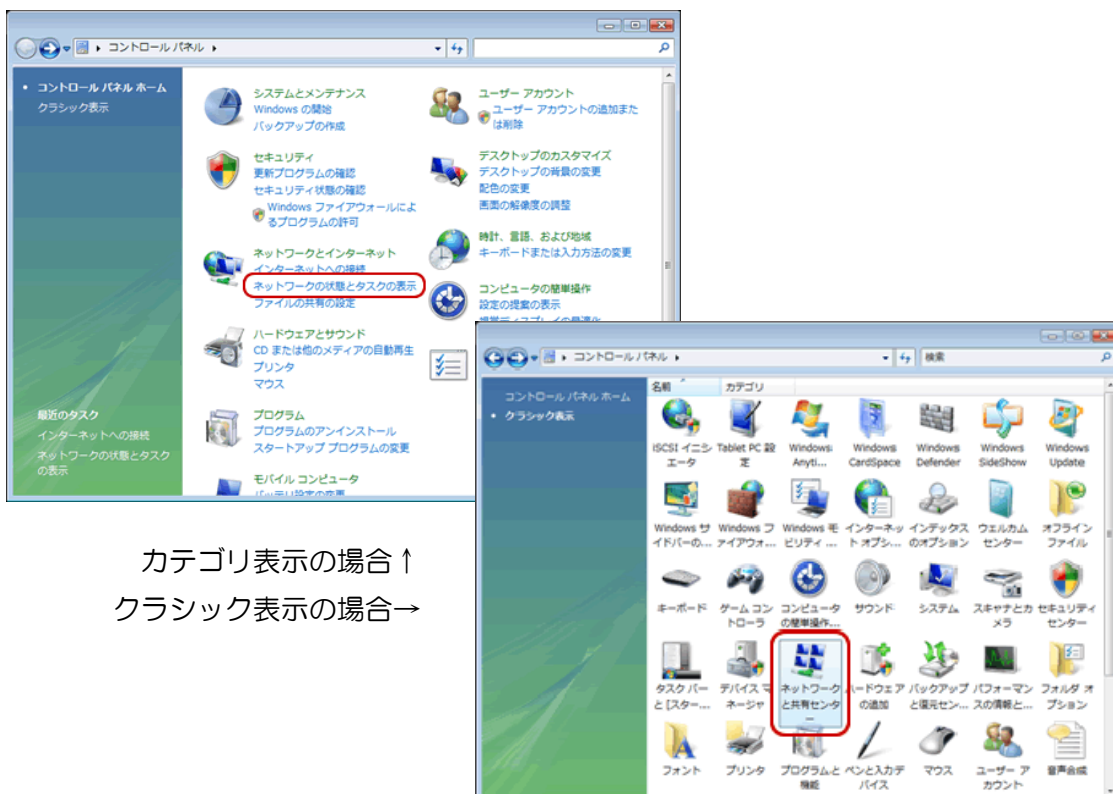 コントロール パネル
コントロール パネル ホーム
クラシック表示
システムとメンテナンス
Windows の開始
バックアップの作成
セキュリティ
更新プログラムの確認
セキュリティ状態の確認
Windows ファイアウォールによ
るプログラムの許可
ネットワークとインターネット
インターネットへの接続
ネットワークの状態とタスクの表示
ファイルの共有の設定
ハードウェアとサウンド
CD または他のメディアの自動再生
プリンタ
マウス
プログラム
プログラムのアンインストール
スタートアップ プログラムの変更
モバイル コンピュータ
バッテリ設定の変更
ユーザー アカウント
ユーザー アカウントの追加また
は削除
デスクトップのカスタマイズ
デスクトップの背景の変更
配色の変更
画面の解像度の調整
時計、言語、および地域
キーボードまたは入力方法の変更
コンピュータの簡単操作
設定の提案の表示
視覚ディスプレイの最適化
最近のタスク
インターネットへの接続
ネットワークの状態とタスク
の表示
カテゴリ表示の場合↑
クラシック表示の場合→
コントロール パネル
検索
コントロール パネル ホーム
クラシック表示
名前 カテゴリ
iSCSI イニシ Tablet PC 設 Windows Windows Windows Windows Windows
エータ 定 Anyti... CardSpace Defender SideShow Update
Windows サ Windows フ Windows モ インターネッ インデックス ウェルカム オフライン
イドバーの... ァイアウォ... ビリティ ... ト オプシ... のオプション センター ファイル
キーボード ゲーム コン コンピュータ サウンド システム スキャナとカ セキュリティ
トローラ の簡単操作... メラ センター
タスク バー デバイス マ ネットワーク ハードウェア バックアップ パフォーマン フォルダ オ
と [スター... ネージャ と共有センタ の追加 と復元セン... スの情報と... プション
ー
フォント プリンタ プログラムと ペンと入力デ マウス ユーザー ア 音声合成
機能 バイス カウント